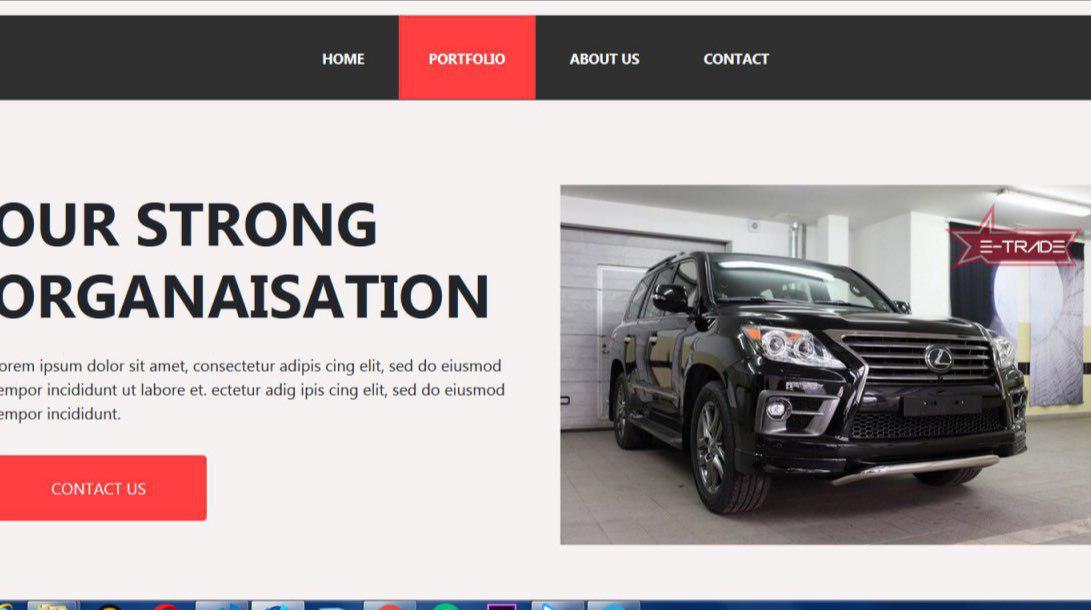 HOME PORTFOLIO ABOUT US CONTACT
OUR STRONG
ORGANAISATION
orem ipsum dolor sit amet, consectetur adipis cing elit, sed do eiusmod
empor incididunt ut labore et. ectetur adig ipis cing elit, sed do eiusmod
empor incididunt.
CONTACT US
E-TRADE